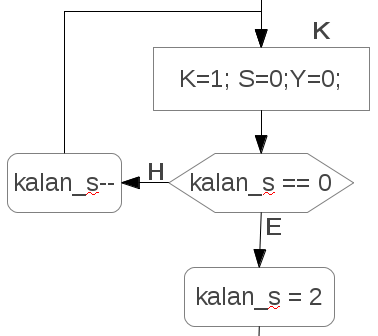 K
K=1; S=0;Y=0;
kalan_s--
H
kalan_s == 0
E
kalan_s = 2